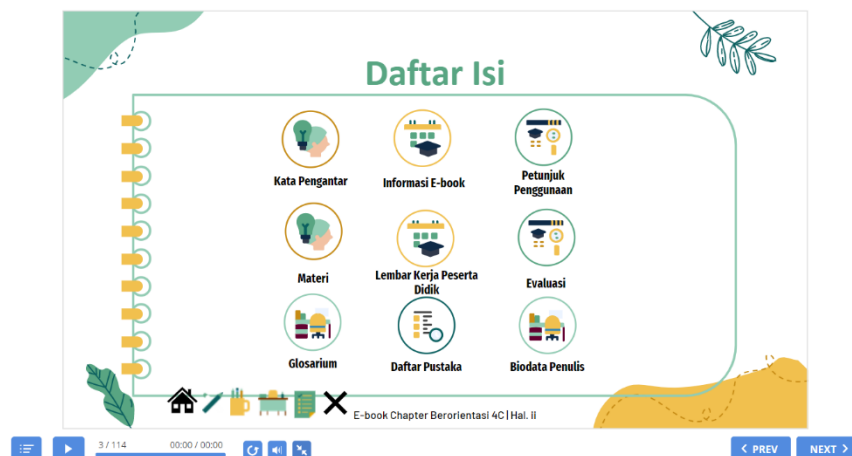 Daftar Isi
Kata Pengantar
Informasi E-book
Petunjuk
Penggunaan
Materi
Lembar Kerja Peserta
Didik
Evaluasi
Glosarium
Daftar Pustaka
Biodata Penulis
E-book Chapter Berorientasi 4C | Hal. ii
3 / 114
00:00 / 00:00
PREV
NEXT